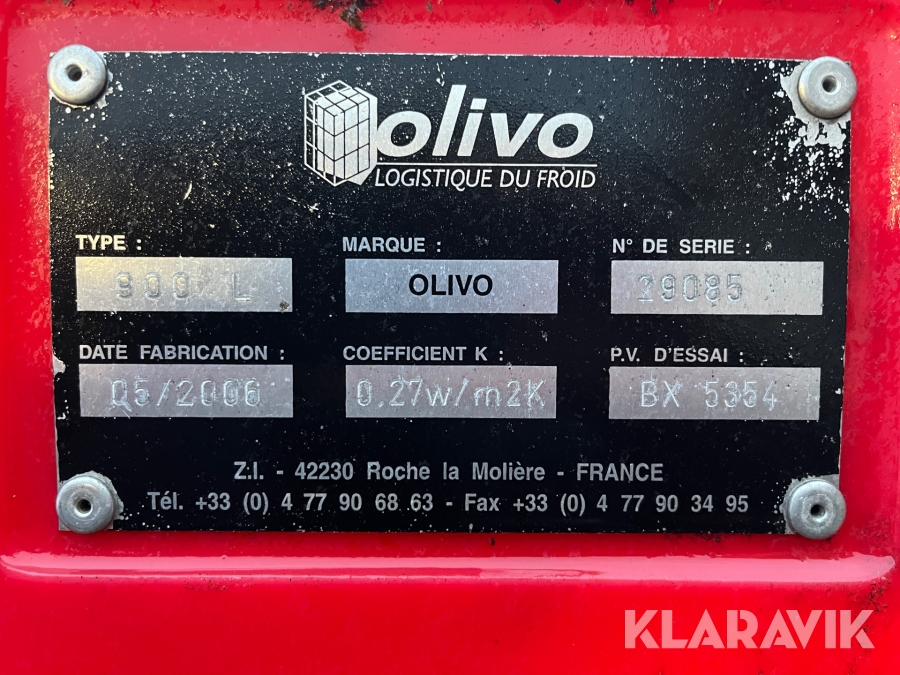 olivo
LOGISTIQUE DU FROID
TYPE : MARQUE : N° DE SERIE :
900 L OLIVO 29085
DATE FABRICATION : COEFFICIENT K : P.V. D'ESSAI :
05/2006 0.27w/m2K BX 5354
Z.I. - 42230 Roche la Molière - FRANCE
Tél. +33 (0) 4 77 90 68 63 - Fax +33 (0) 4 77 90 34 95
KLARAVIK